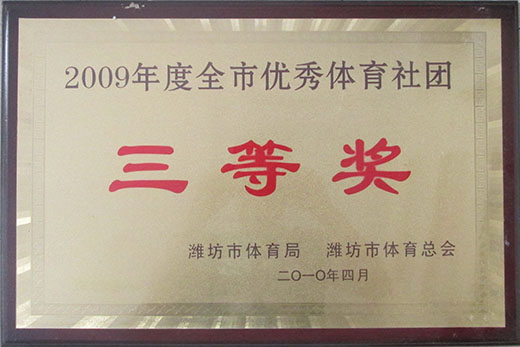 2009年度全市优秀体育社团
三等奖
潍坊市体育局 潍坊市体育总会
二〇一〇年四月